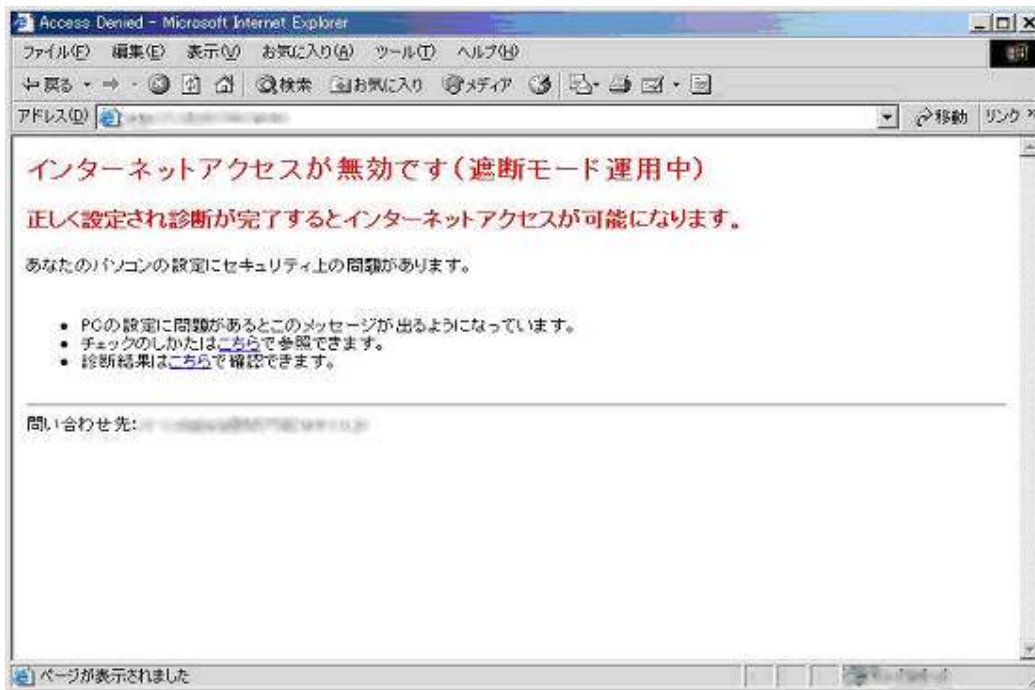 Access Denied - Microsoft Internet Explorer
ファイル(F) 編集(E) 表示(V) お気に入り(A) ツール(T) ヘルプ(H)
戻る 検索 お気に入り メディア
アドレス(D) 移動 リンク »
インターネットアクセスが無効です(遮断モード運用中)
正しく設定され診断が完了するとインターネットアクセスが可能になります。
あなたのパソコンの設定にセキュリティ上の問題があります。
• PCの設定に問題があるとこのメッセージが出るようになっています。
• チェックのしかたはこちらで参照できます。
• 診断結果はこちらで確認できます。
問い合わせ先:
ページが表示されました